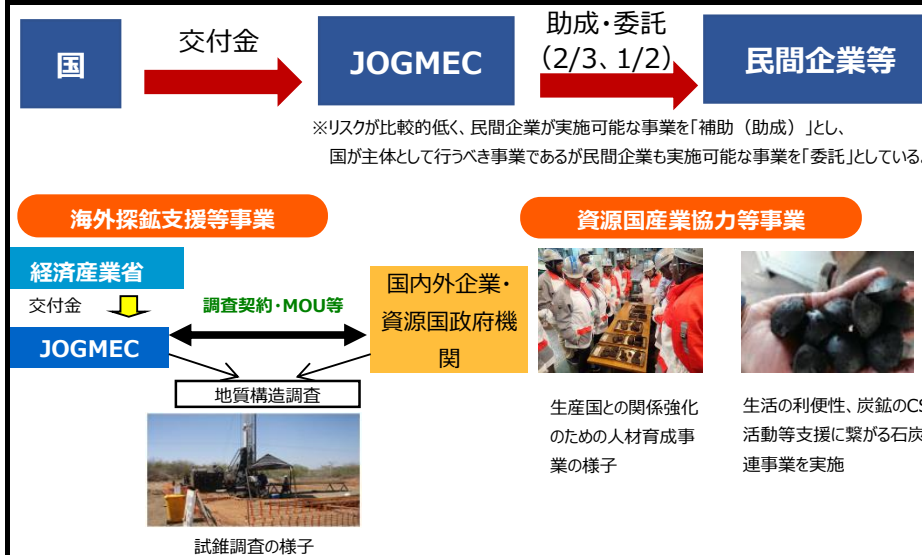 国
交付金
JOGMEC
助成・委託
(2/3、1/2)
民間企業等
※リスクが比較的低く、民間企業が実施可能な事業を「補助（助成）」とし、
国が主体として行うべき事業であるが民間企業も実施可能な事業を「委託」としている。
海外探鉱支援等事業
経済産業省
交付金
JOGMEC
調査契約・MOU等
国内外企業・
資源国政府機
関
地質構造調査
試錐調査の様子
資源国産業協力等事業
生産国との関係強化
のための人材育成事
業の様子
生活の利便性、炭鉱のCS
活動等支援に繋がる石炭
連事業を実施